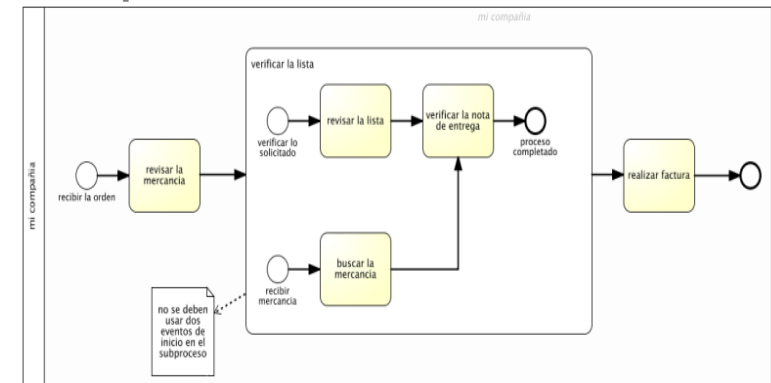 mi compañia
mi compañia
verificar la lista
verificar lo
solicitado
revisar la lista
verificar la nota
de entrega
proceso
completado
recibir la orden
revisar la
mercancia
realizar factura
recibir
mercancia
buscar la
mercancia
no se deben
usar dos
eventos de
inicio en el
subproceso